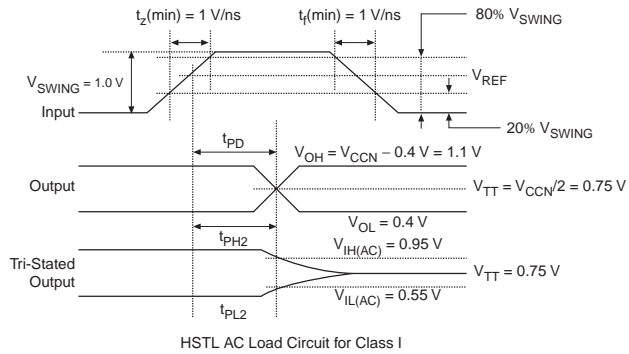 t_z(min) = 1 V/ns
t_f(min) = 1 V/ns
80% V_SWING
V_SWING = 1.0 V
V_REF
Input
20% V_SWING
t_PD
V_OH = V_CCN – 0.4 V = 1.1 V
Output
V_TT = V_CCN/2 = 0.75 V
V_OL = 0.4 V
t_PH2
V_IH(AC) = 0.95 V
Tri-Stated
Output
V_TT = 0.75 V
V_IL(AC) = 0.55 V
t_PL2
HSTL AC Load Circuit for Class I